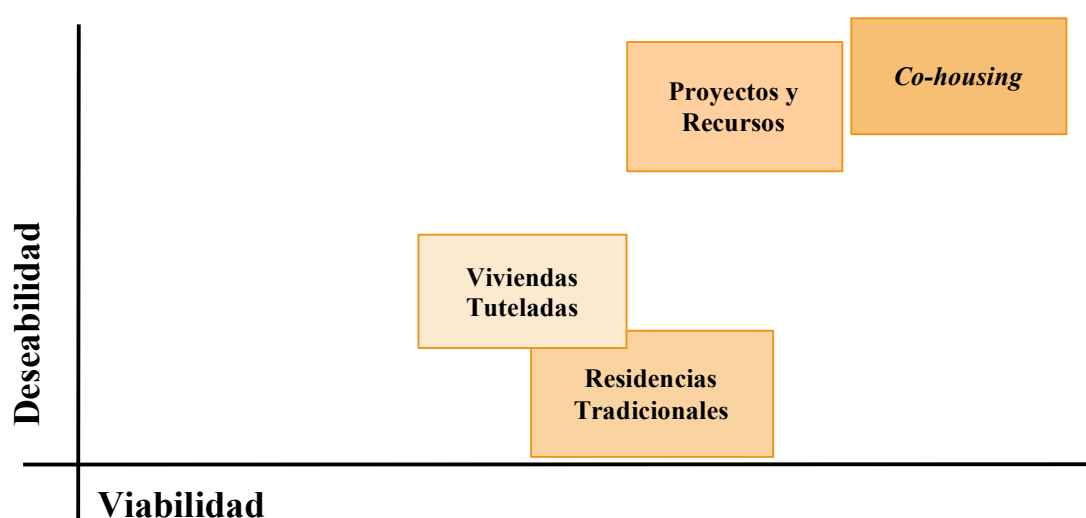 Proyectos y
Recursos
Co-housing
Viviendas
Tuteladas
Residencias
Tradicionales
Deseabilidad
Viabilidad